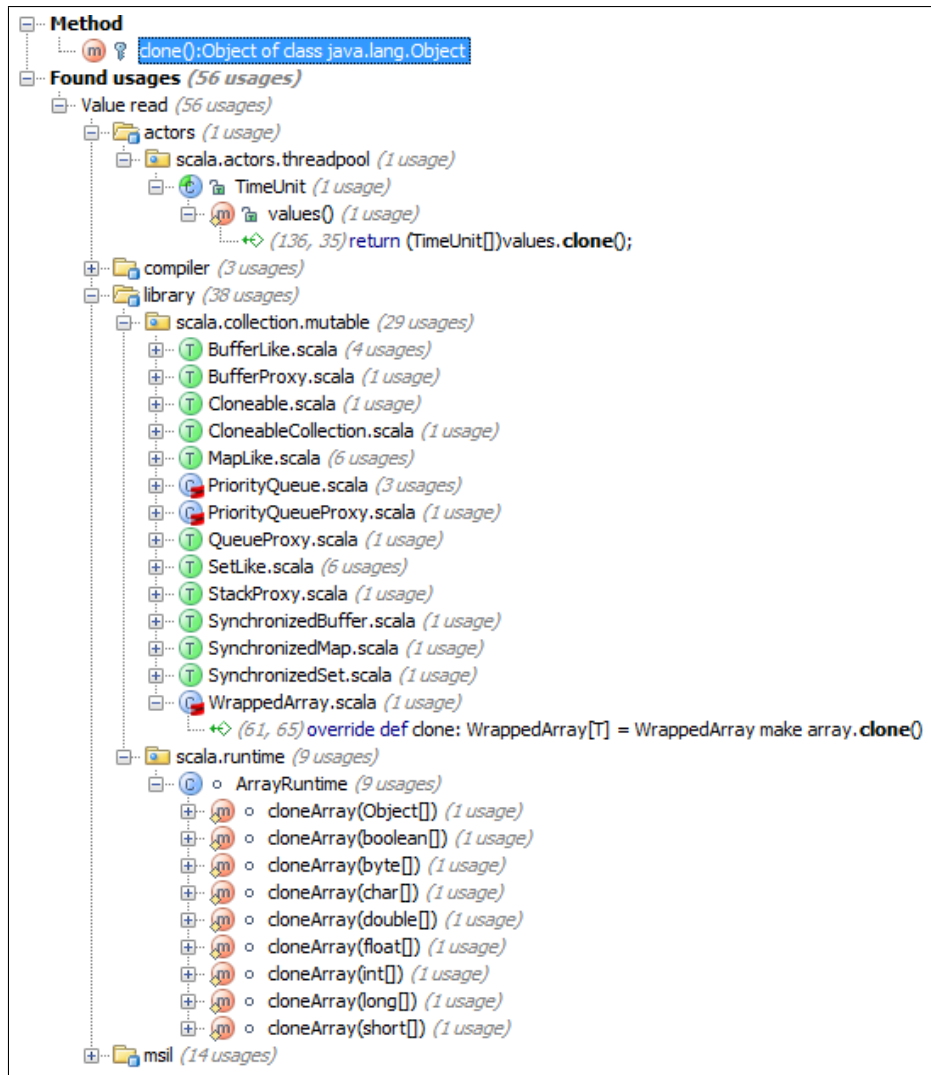 Method
clone():Object of class java.lang.Object
Found usages (56 usages)
Value read (56 usages)
actors (1 usage)
scala.actors.threadpool (1 usage)
TimeUnit (1 usage)
values() (1 usage)
(136, 35) return (TimeUnit[])values.clone();
compiler (3 usages)
library (38 usages)
scala.collection.mutable (29 usages)
BufferLike.scala (4 usages)
BufferProxy.scala (1 usage)
Cloneable.scala (1 usage)
CloneableCollection.scala (1 usage)
MapLike.scala (6 usages)
PriorityQueue.scala (3 usages)
PriorityQueueProxy.scala (1 usage)
QueueProxy.scala (1 usage)
SetLike.scala (6 usages)
StackProxy.scala (1 usage)
SynchronizedBuffer.scala (1 usage)
SynchronizedMap.scala (1 usage)
SynchronizedSet.scala (1 usage)
WrappedArray.scala (1 usage)
(61, 65) override def clone: WrappedArray[T] = WrappedArray make array.clone()
scala.runtime (9 usages)
ArrayRuntime (9 usages)
cloneArray(Object[]) (1 usage)
cloneArray(boolean[]) (1 usage)
cloneArray(byte[]) (1 usage)
cloneArray(char[]) (1 usage)
cloneArray(double[]) (1 usage)
cloneArray(float[]) (1 usage)
cloneArray(int[]) (1 usage)
cloneArray(long[]) (1 usage)
cloneArray(short[]) (1 usage)
msil (14 usages)